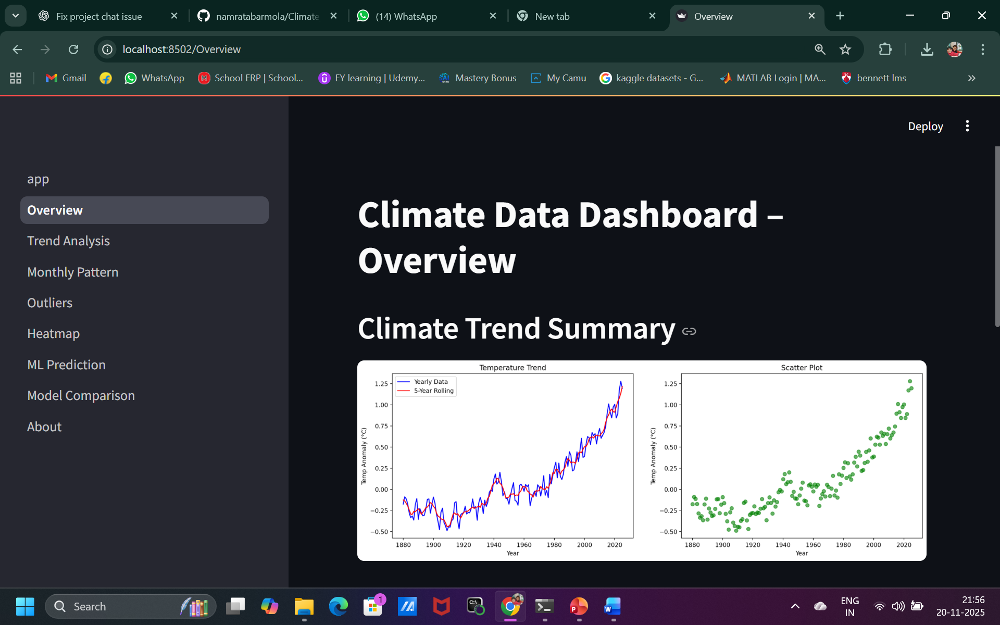 Fix project chat issue
namratabarmola/Climate
(14) WhatsApp
New tab
Overview
localhost:8502/Overview
Gmail
WhatsApp
School ERP | School...
EY learning | Udemy...
Mastery Bonus
My Camu
kaggle datasets - G...
MATLAB Login | MA...
bennett lms
Deploy
app
Overview
Trend Analysis
Monthly Pattern
Outliers
Heatmap
ML Prediction
Model Comparison
About
Climate Data Dashboard –
Overview
Climate Trend Summary
Temperature Trend
Yearly Data
5-Year Rolling
Temp Anomaly (°C)
1.25
1.00
0.75
0.50
0.25
0.00
−0.25
−0.50
1880 1900 1920 1940 1960 1980 2000 2020
Year
Scatter Plot
Temp Anomaly (°C)
1.25
1.00
0.75
0.50
0.25
0.00
−0.25
−0.50
1880 1900 1920 1940 1960 1980 2000 2020
Year
Search
1
ENG
IN
21:56
20-11-2025